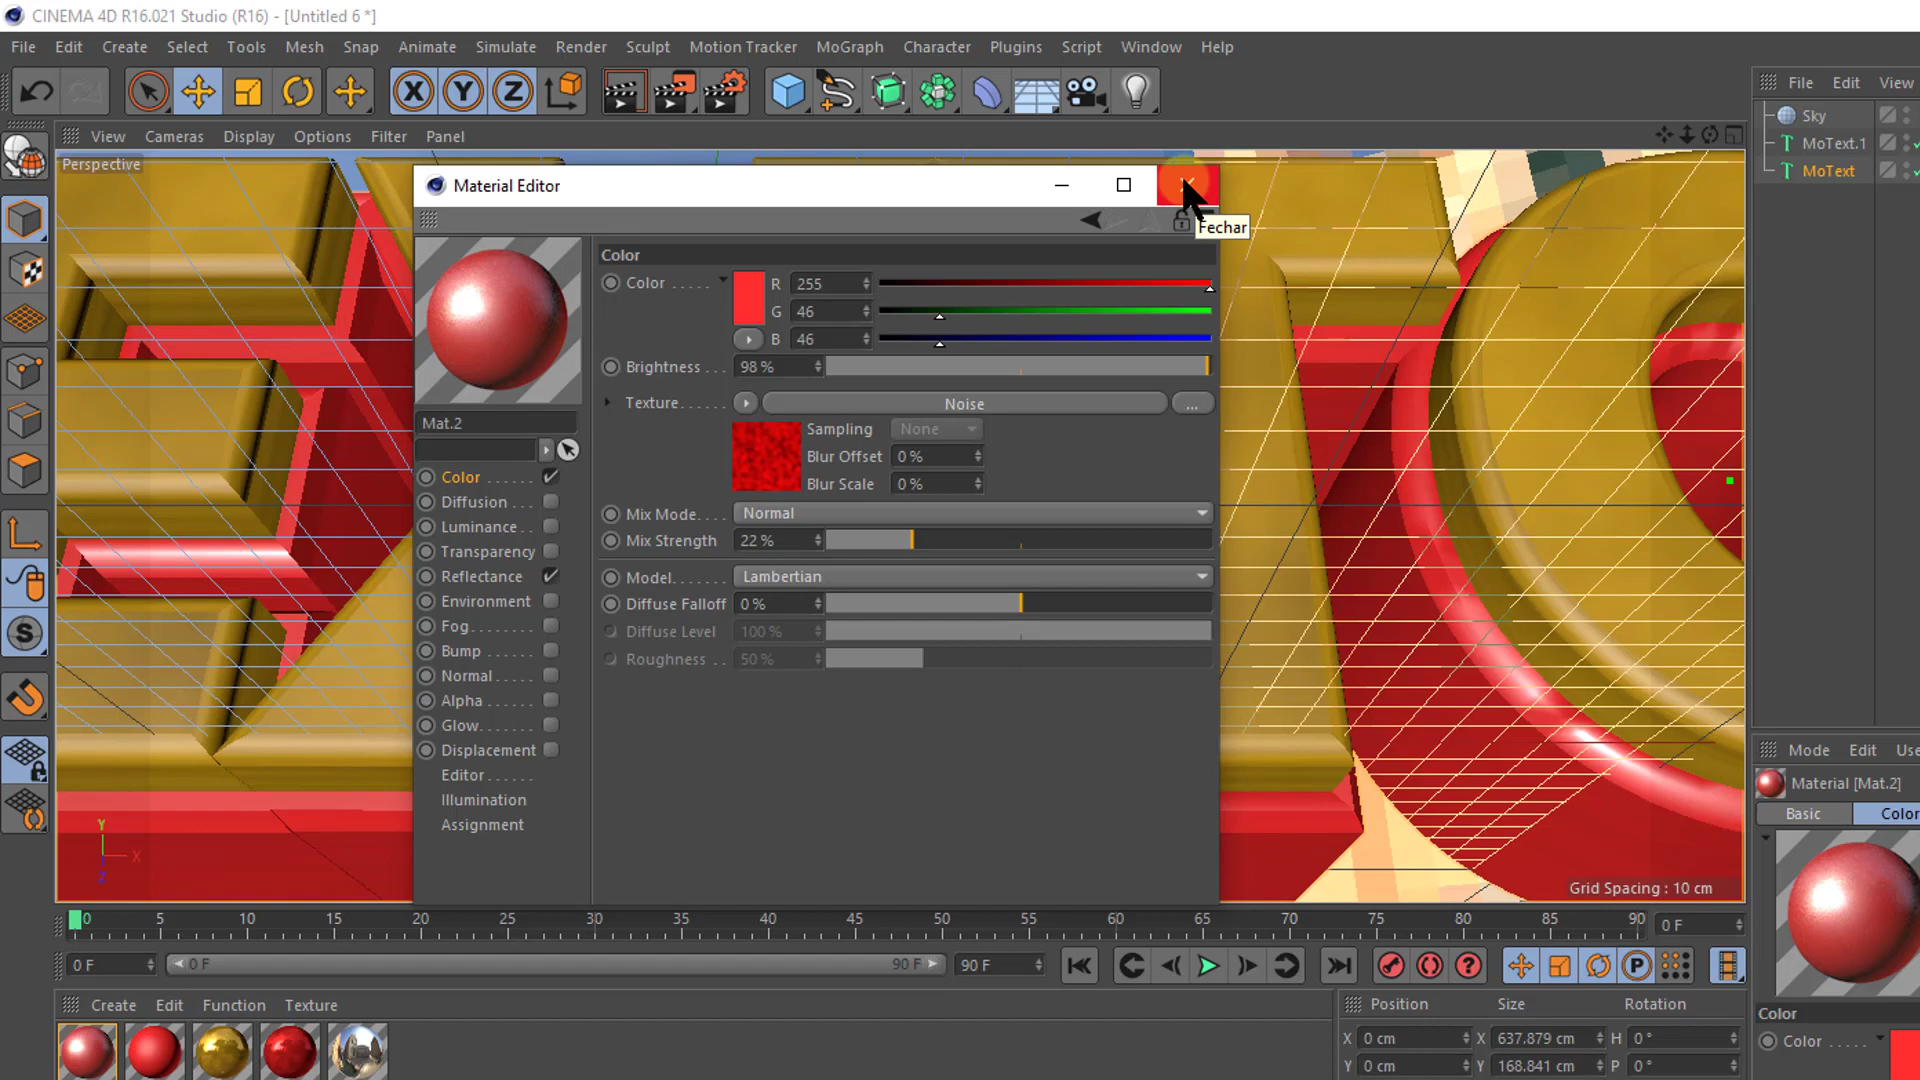 CINEMA 4D R16.021 Studio (R16) - [Untitled 6 *]
File Edit Create Select Tools Mesh Snap Animate Simulate Render Sculpt Motion Tracker MoGraph Character Plugins Script Window Help
X Y Z
File Edit View
View Cameras Display Options Filter Panel
Perspective
Sky
MoText.1
MoText
Material Editor
Fechar
Color
Color R 255
G 46
B 46
Brightness 98 %
Texture Noise ...
Sampling None
Blur Offset 0 %
Blur Scale 0 %
Mix Mode Normal
Mix Strength 22 %
Model Lambertian
Diffuse Falloff 0 %
Diffuse Level 100 %
Roughness 50 %
Mat.2
Color
Diffusion
Luminance
Transparency
Reflectance
Environment
Fog
Bump
Normal
Alpha
Glow
Displacement
Editor
Illumination
Assignment
Y
X
Z
Grid Spacing : 10 cm
Mode Edit Use
Material [Mat.2]
Basic Color
0 5 10 15 20 25 30 35 40 45 50 55 60 65 70 75 80 85 90 0 F
0 F 0 F 90 F 90 F
P
Create Edit Function Texture
Position Size Rotation
X 0 cm X 637.879 cm H 0 °
Y 0 cm Y 168.841 cm P 0 °
Color
Color